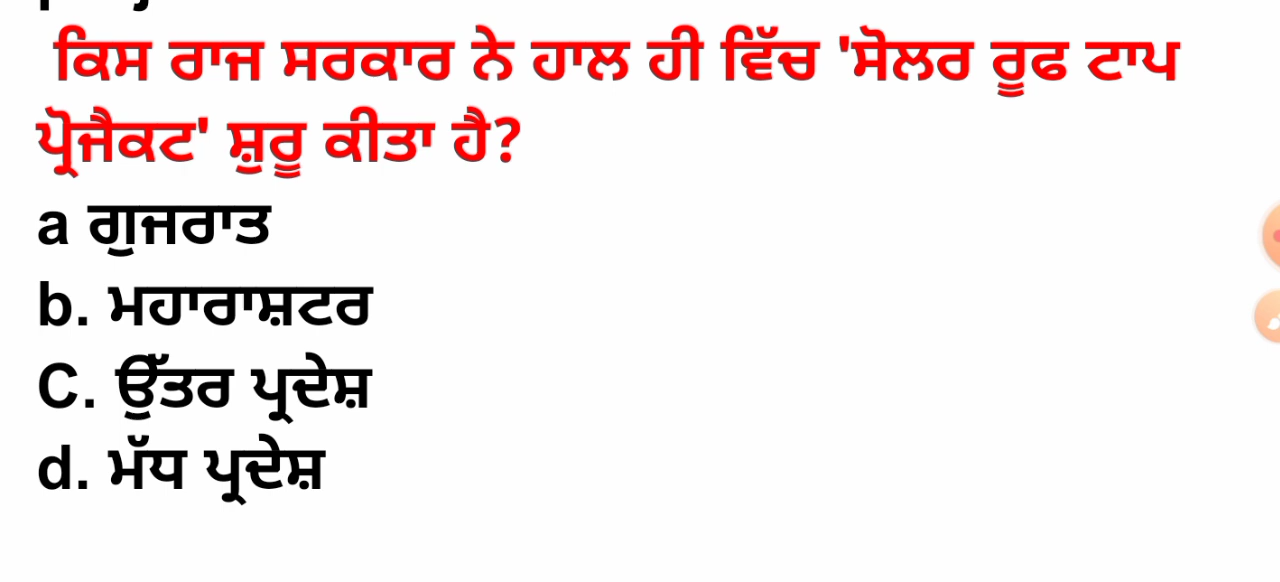 ਕਿਸ ਰਾਜ ਸਰਕਾਰ ਨੇ ਹਾਲ ਹੀ ਵਿੱਚ 'ਸੋਲਰ ਰੂਫ ਟਾਪ
ਪ੍ਰੋਜੈਕਟ' ਸ਼ੁਰੂ ਕੀਤਾ ਹੈ?
a ਗੁਜਰਾਤ
b. ਮਹਾਰਾਸ਼ਟਰ
C. ਉੱਤਰ ਪ੍ਰਦੇਸ਼
d. ਮੱਧ ਪ੍ਰਦੇਸ਼